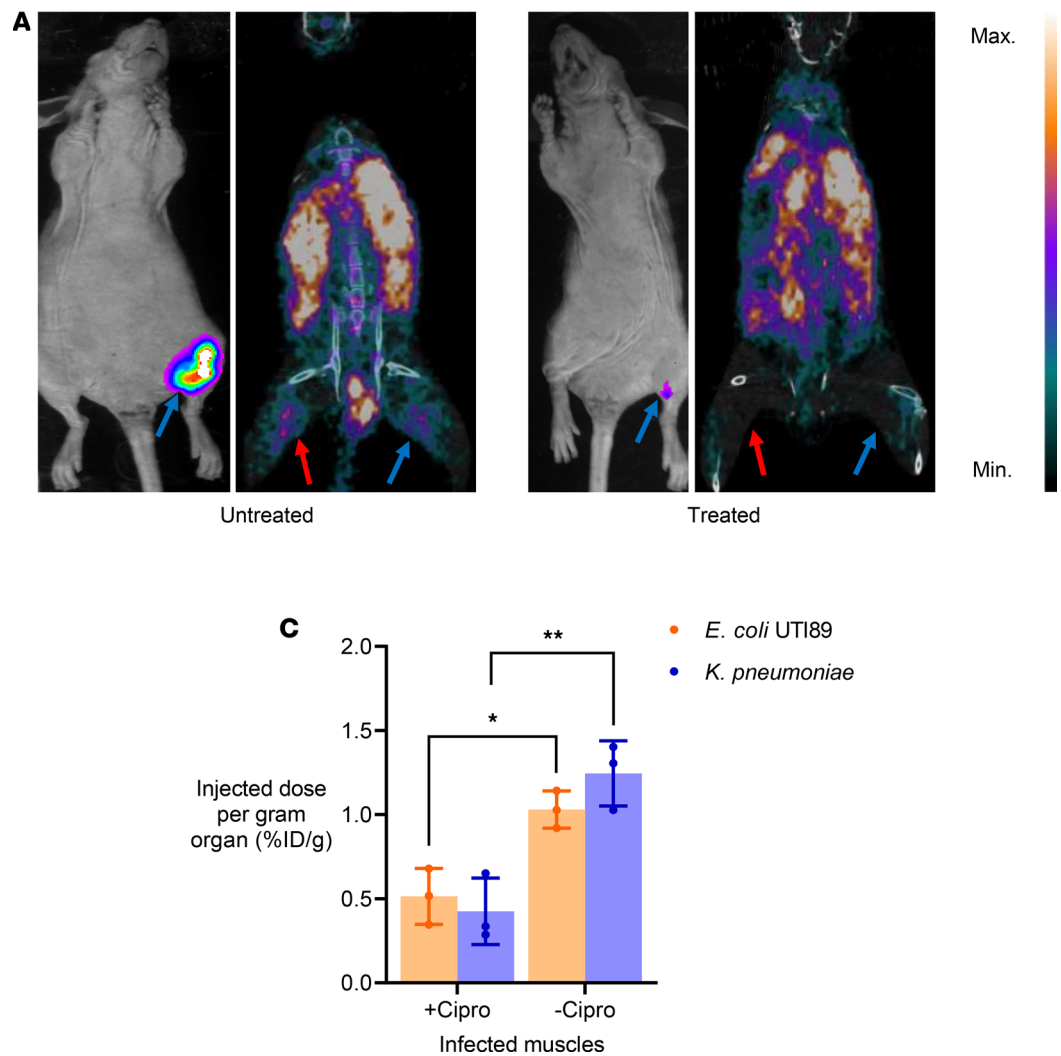 A
Max.
Min.
Untreated
Treated
C
E. coli UTI89
K. pneumoniae
**
*
2.0
1.5
1.0
0.5
0.0
Injected dose
per gram
organ (%ID/g)
+Cipro
-Cipro
Infected muscles